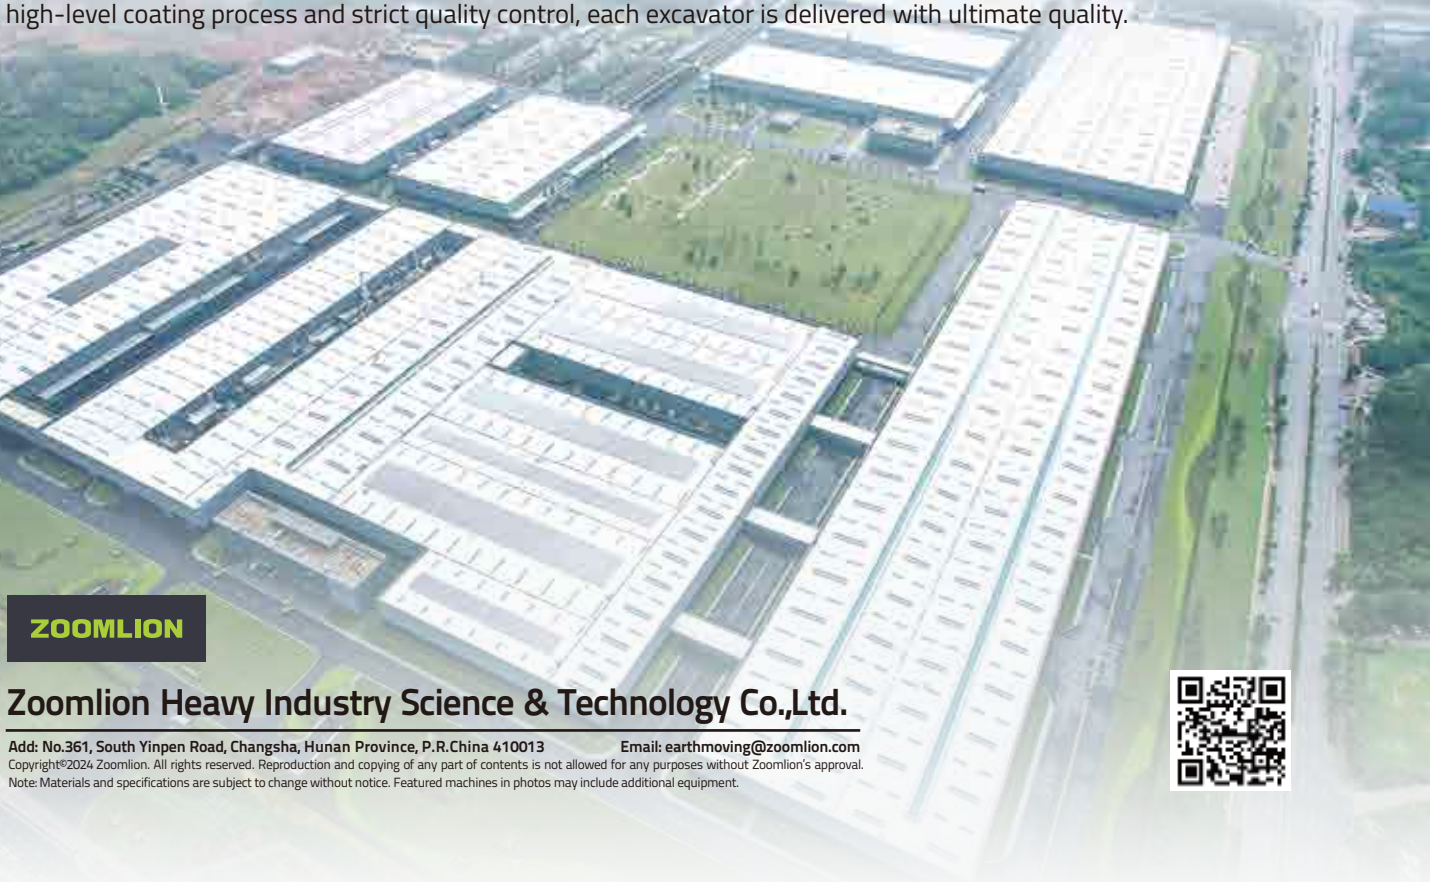 high-level coating process and strict quality control, each excavator is delivered with ultimate quality.
ZOOMLION
Zoomlion Heavy Industry Science & Technology Co.,Ltd.
Add: No.361, South Yinpen Road, Changsha, Hunan Province, P.R.China 410013 Email: earthmoving@zoomlion.com
Copyright©2024 Zoomlion. All rights reserved. Reproduction and copying of any part of contents is not allowed for any purposes without Zoomlion's approval.
Note: Materials and specifications are subject to change without notice. Featured machines in photos may include additional equipment.